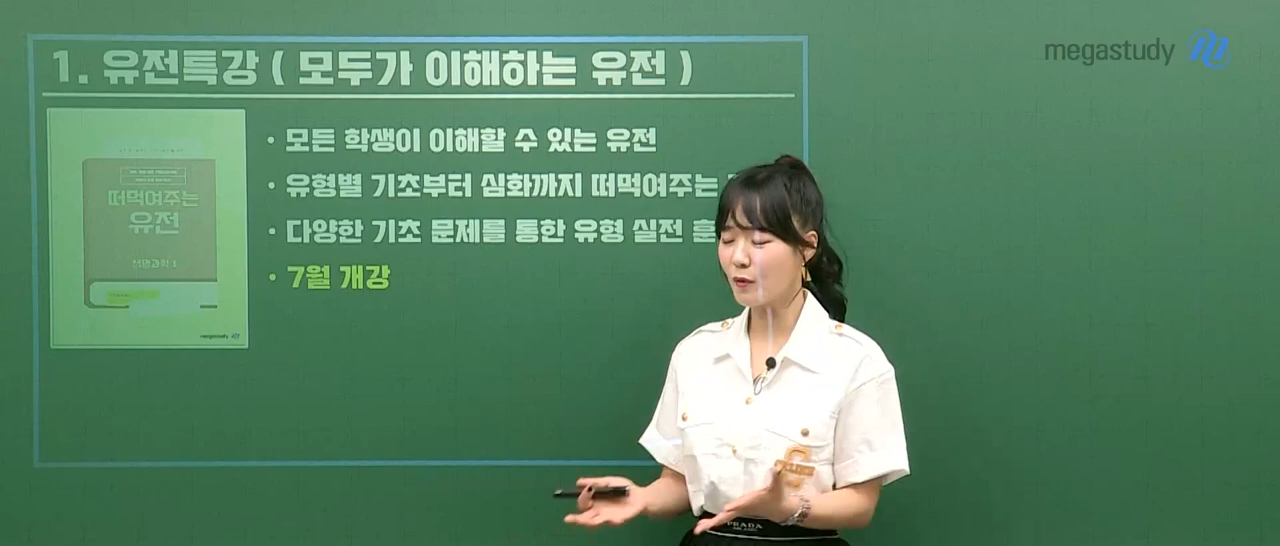 megastudy
1. 유전특강 ( 모두가 이해하는 유전 )
• 모든 학생이 이해할 수 있는 유전
• 유형별 기초부터 심화까지 떠먹여주는
• 다양한 기초 문제를 통한 유형 실전 훈
• 7월 개강
떠먹여주는
유전
생명과학 I
megastudy
PRADA